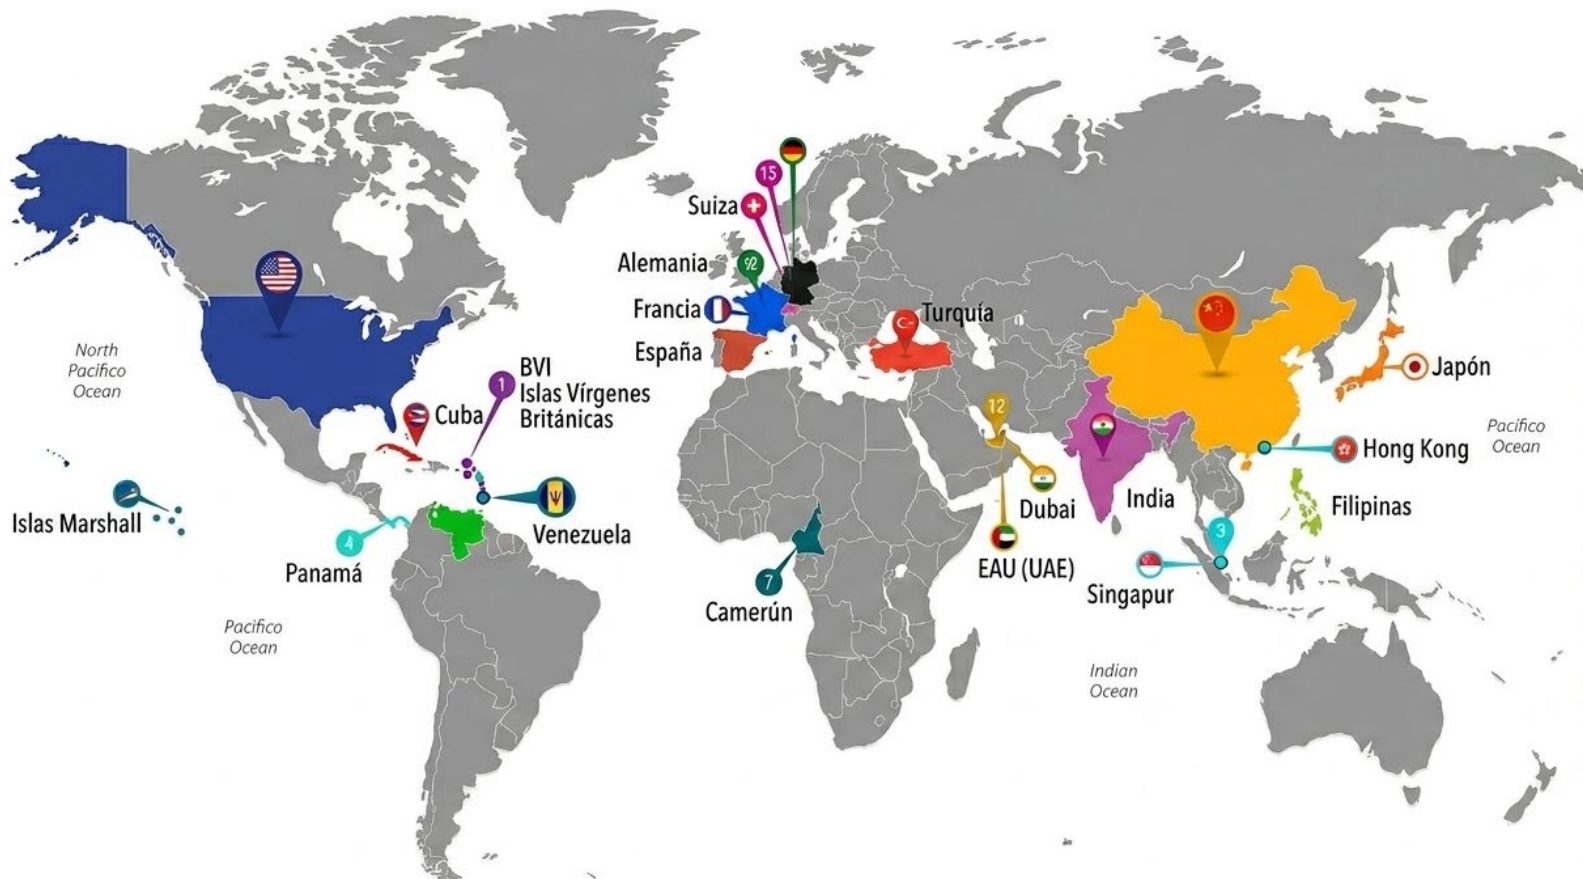 15
Suiza
Alemania
92
Francia
España
Turquía
North
Pacifico
Ocean
BVI
Islas Vírgenes
Británicas
1
Cuba
Japón
Pacífico
Ocean
12
Hong Kong
Islas Marshall
Venezuela
Dubai
India
Filipinas
4
Panamá
EAU (UAE)
3
Singapur
7
Camerún
Pacifico
Ocean
Indian
Ocean